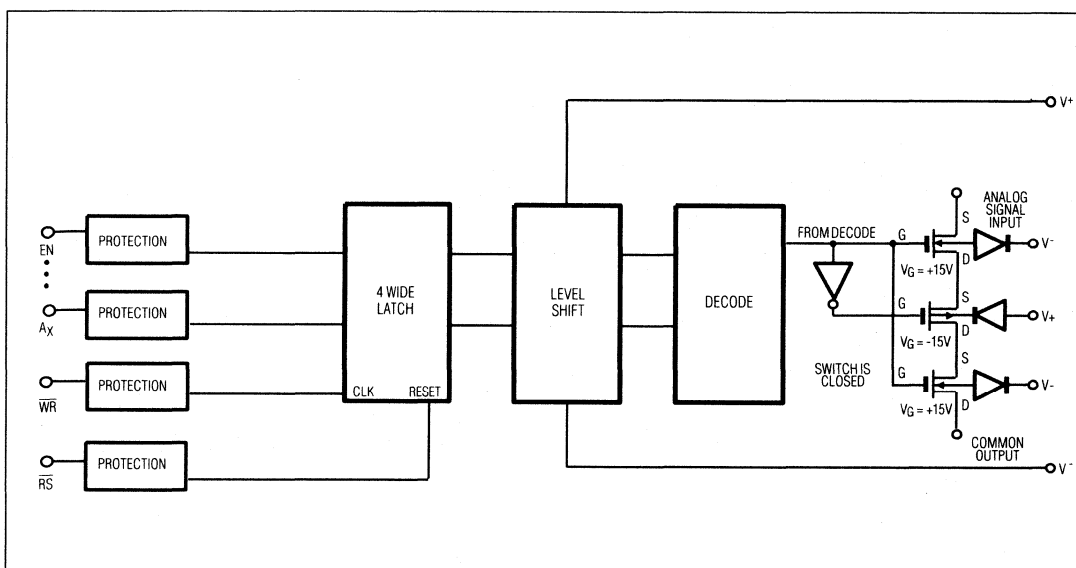 V+
EN
PROTECTION
AX
PROTECTION
WR
PROTECTION
RS
PROTECTION
4 WIDE
LATCH
CLK
RESET
LEVEL
SHIFT
DECODE
FROM DECODE
SWITCH IS
CLOSED
ANALOG
SIGNAL
INPUT
S
G
D
V-
VG = +15V
S
G
D
V+
VG = -15V
S
G
D
V-
VG = +15V
COMMON
OUTPUT
V-